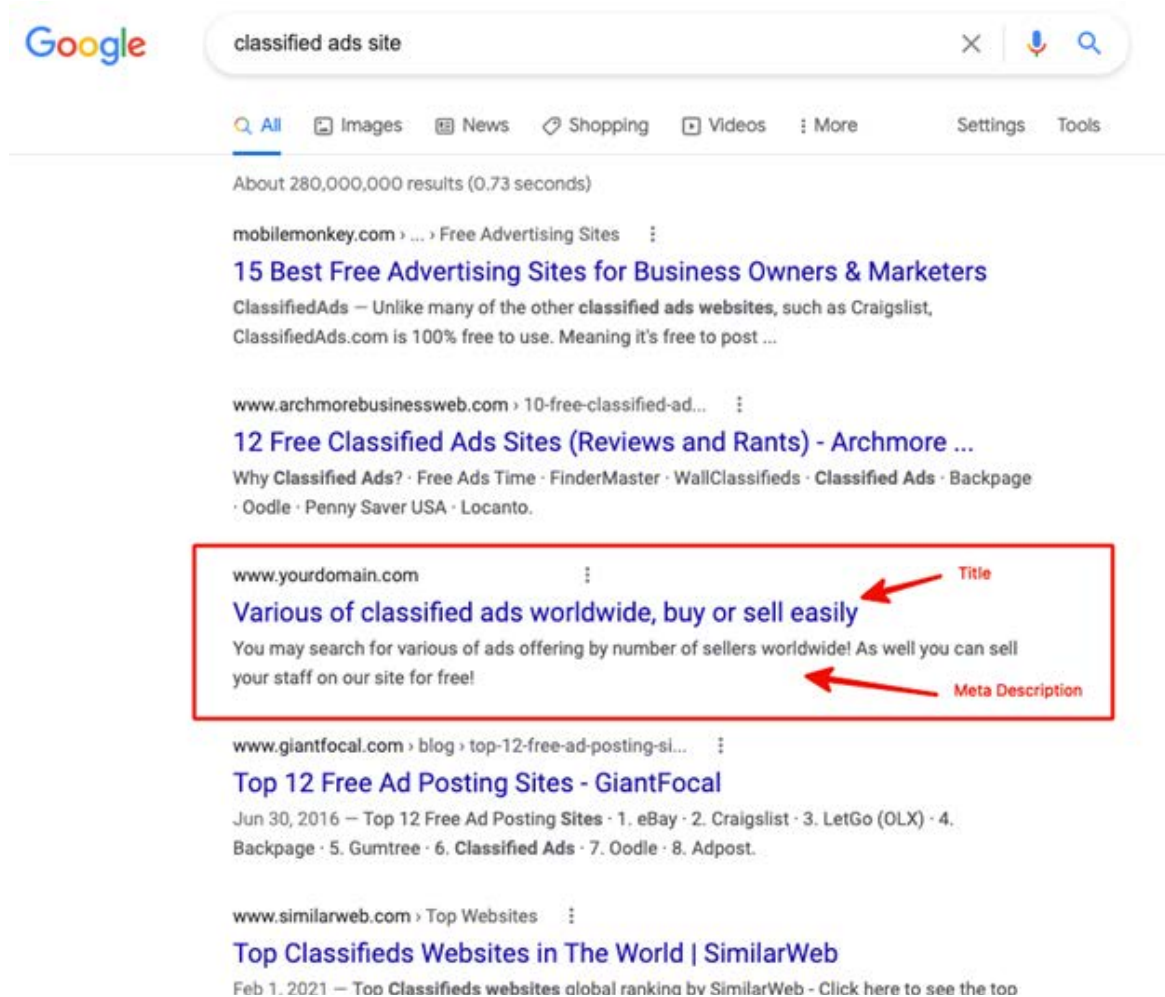 Google
classified ads site
All Images News Shopping Videos More Settings Tools
About 280,000,000 results (0.73 seconds)
mobilemonkey.com › ... › Free Advertising Sites
15 Best Free Advertising Sites for Business Owners & Marketers
ClassifiedAds — Unlike many of the other classified ads websites, such as Craigslist,
ClassifiedAds.com is 100% free to use. Meaning it's free to post ...
www.archmorebusinessweb.com › 10-free-classified-ad...
12 Free Classified Ads Sites (Reviews and Rants) - Archmore ...
Why Classified Ads? · Free Ads Time · FinderMaster · WallClassifieds · Classified Ads · Backpage
· Oodle · Penny Saver USA · Locanto.
www.yourdomain.com
Title
Various of classified ads worldwide, buy or sell easily
You may search for various of ads offering by number of sellers worldwide! As well you can sell
your staff on our site for free!
Meta Description
www.giantfocal.com › blog › top-12-free-ad-posting-si...
Top 12 Free Ad Posting Sites - GiantFocal
Jun 30, 2016 — Top 12 Free Ad Posting Sites · 1. eBay · 2. Craigslist · 3. LetGo (OLX) · 4.
Backpage · 5. Gumtree · 6. Classified Ads · 7. Oodle · 8. Adpost.
www.similarweb.com › Top Websites
Top Classifieds Websites in The World | SimilarWeb
Feb 1, 2021 — Top Classifieds websites global ranking by SimilarWeb - Click here to see the top